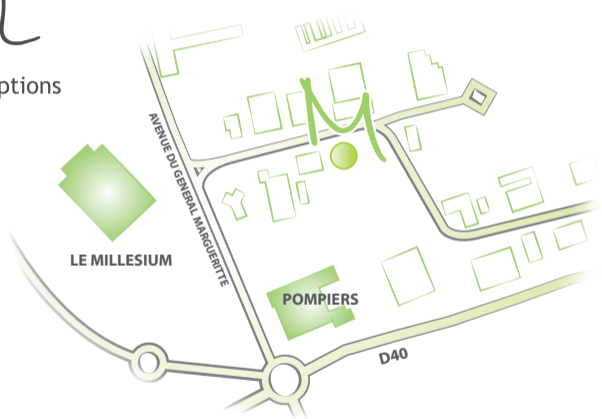 ptions
M
AVENUE DU GENERAL MARGUERITTE
LE MILLESIUM
POMPIERS
D40